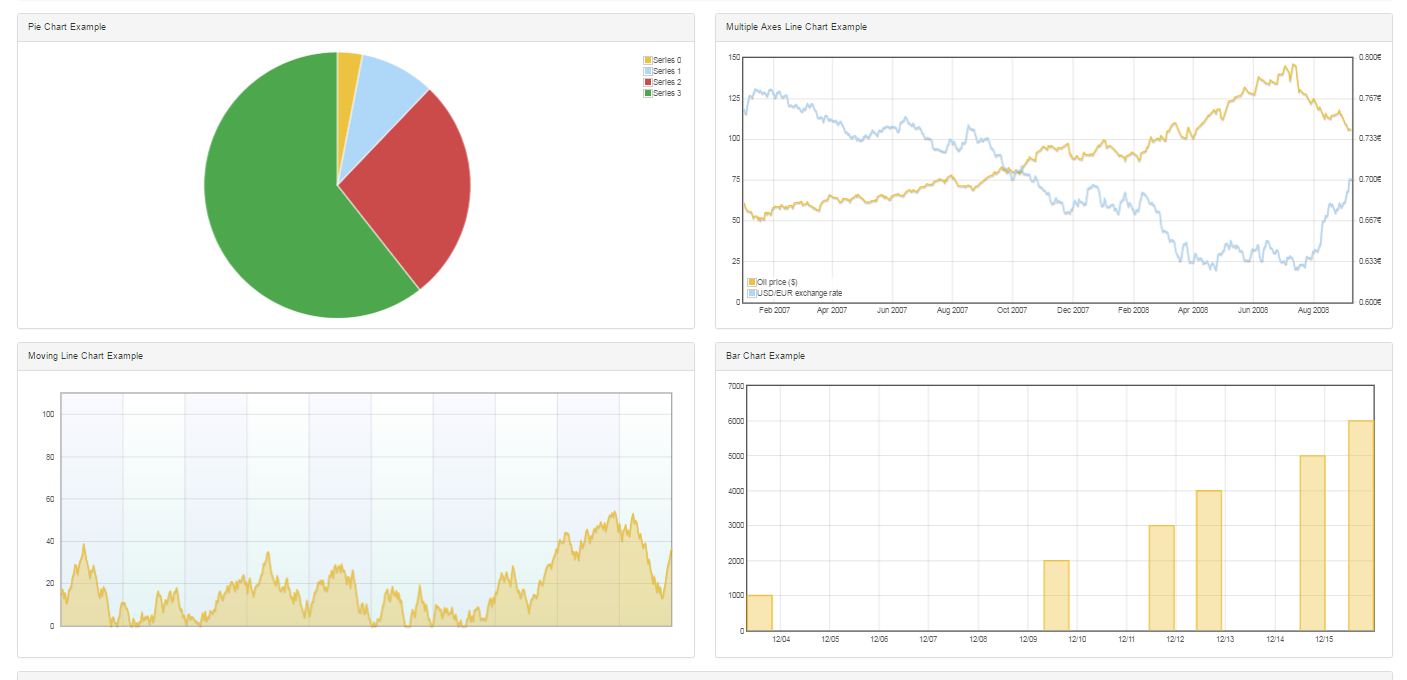 Pie Chart Example
Series 0
Series 1
Series 2
Series 3
Multiple Axes Line Chart Example
150
125
100
75
50
25
0
0.800€
0.767€
0.733€
0.700€
0.667€
0.633€
0.600€
Oil price ($)
USD/EUR exchange rate
Feb 2007 Apr 2007 Jun 2007 Aug 2007 Oct 2007 Dec 2007 Feb 2008 Apr 2008 Jun 2008 Aug 2008
Moving Line Chart Example
100
80
60
40
20
0
Bar Chart Example
7000
6000
5000
4000
3000
2000
1000
0
12/04 12/05 12/06 12/07 12/08 12/09 12/10 12/11 12/12 12/13 12/14 12/15